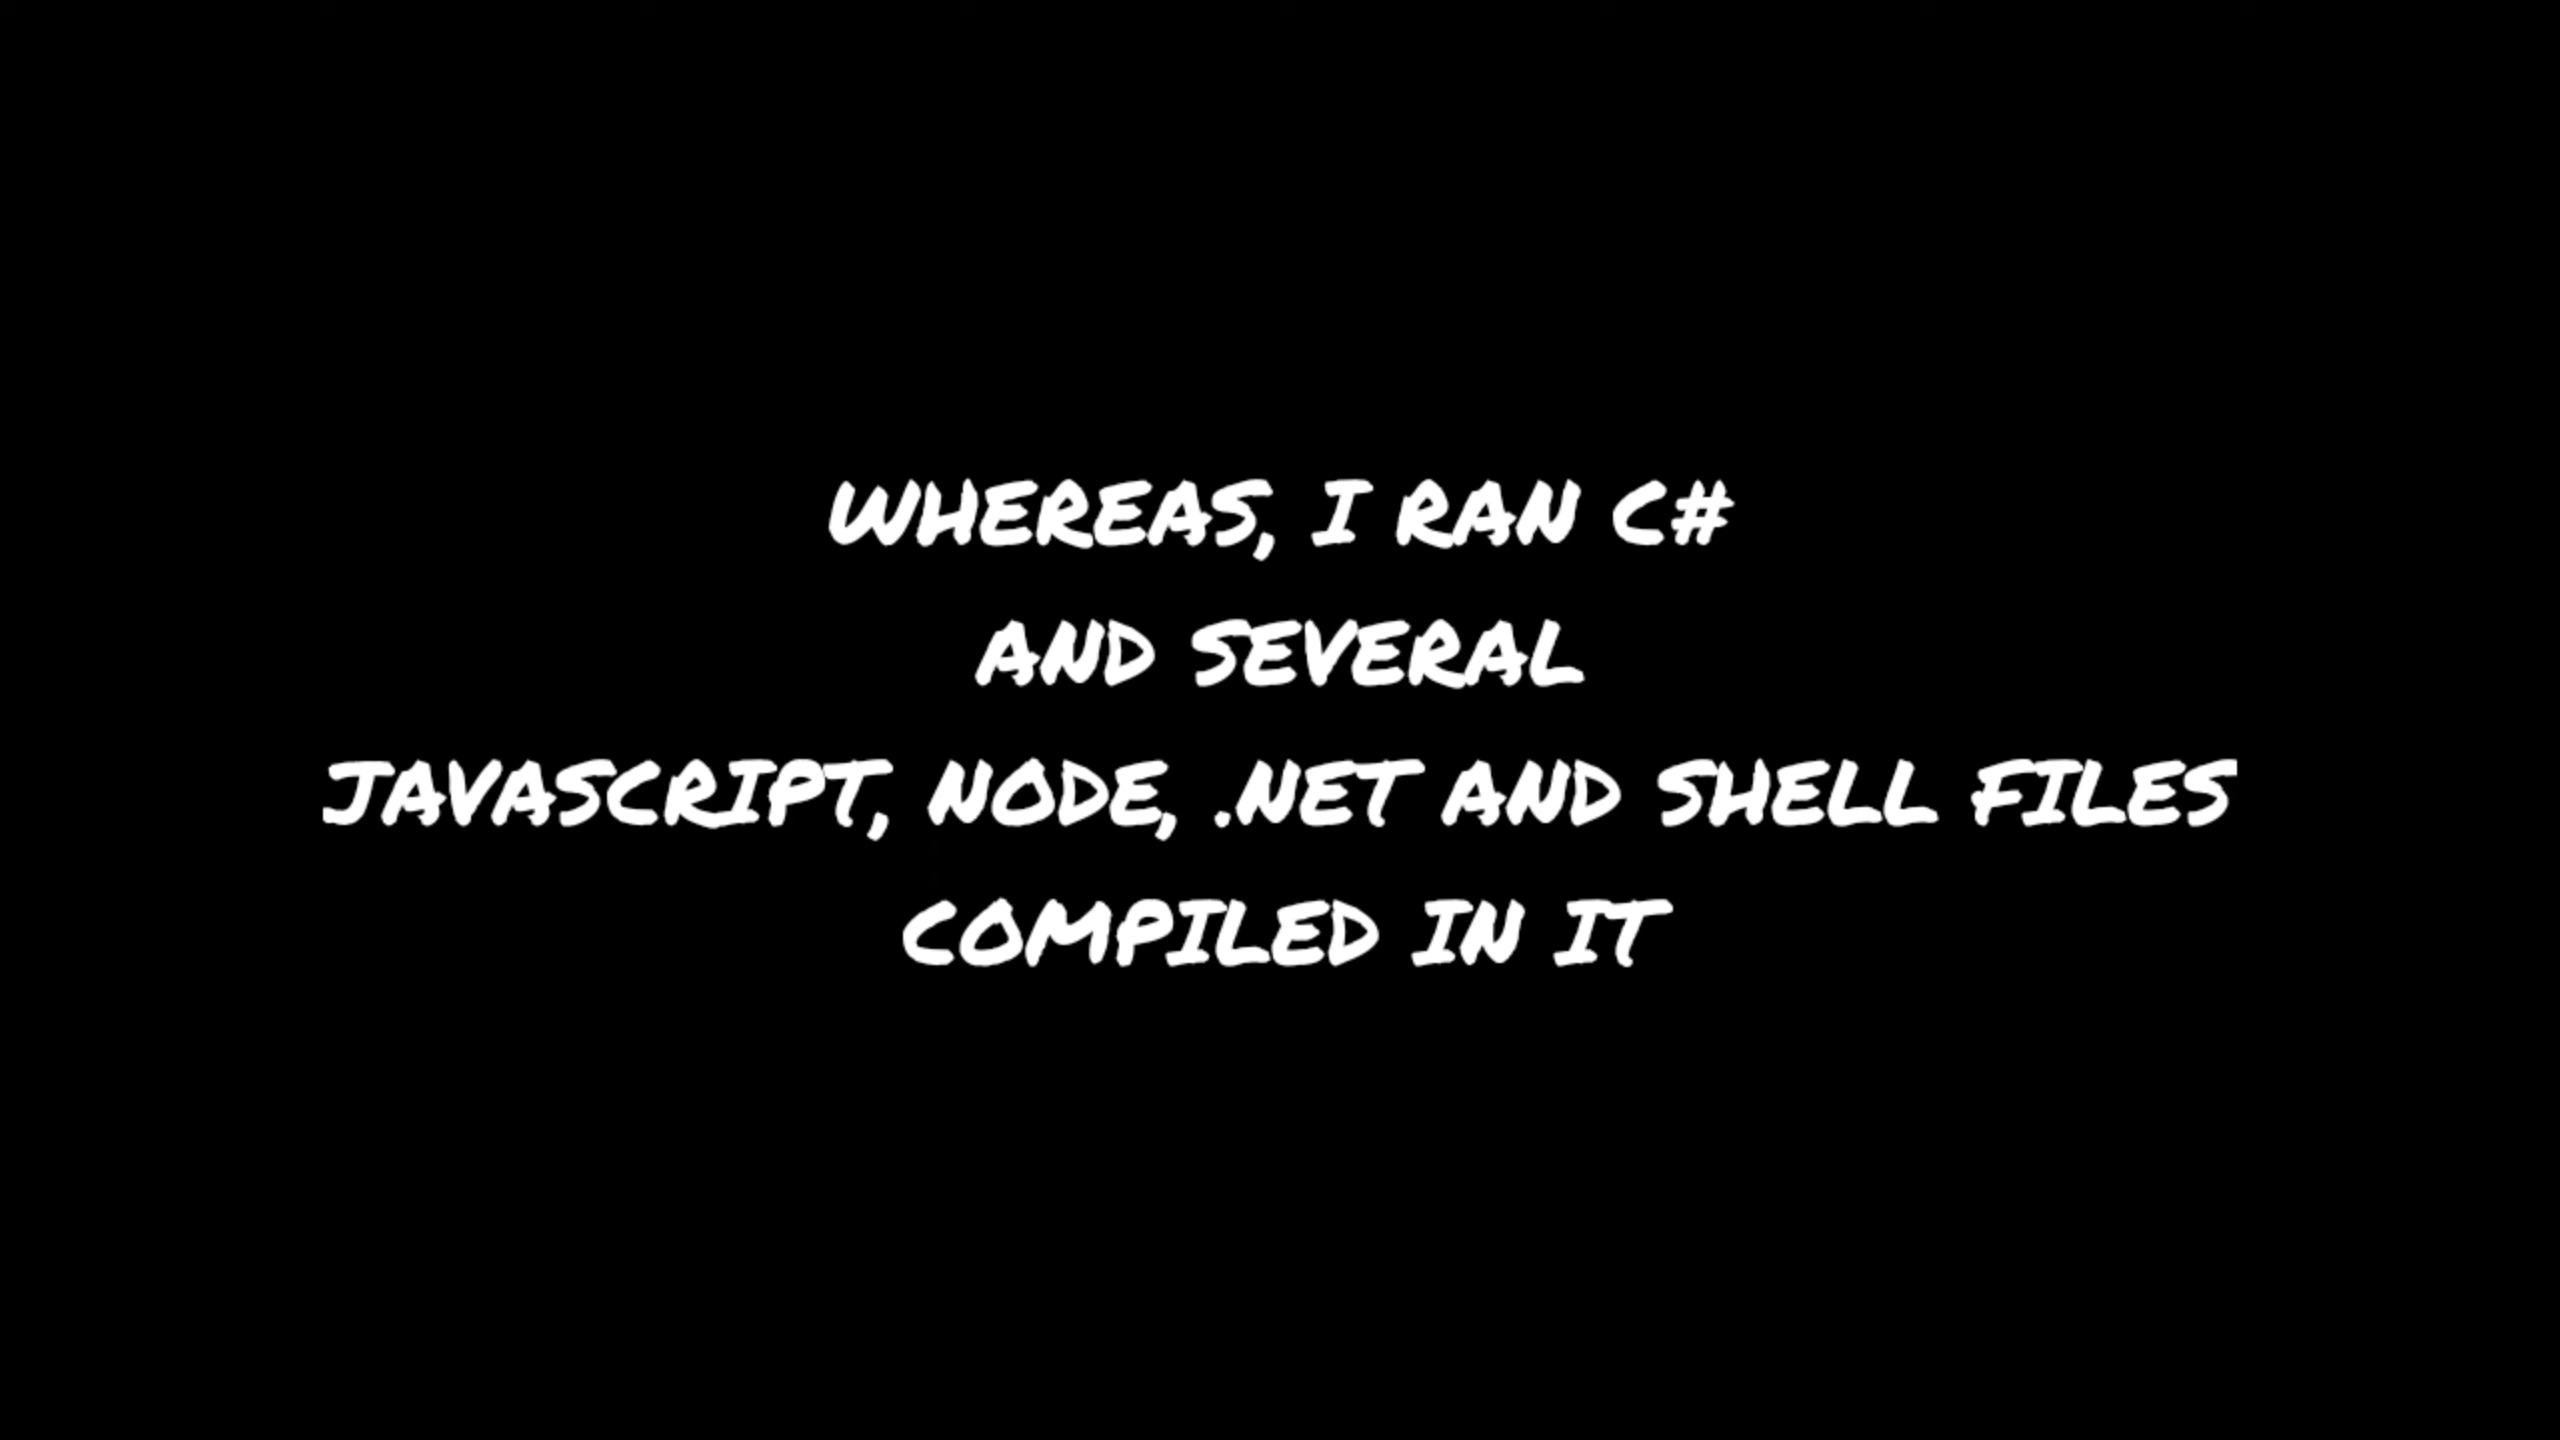 WHEREAS, I RAN C#
AND SEVERAL
JAVASCRIPT, NODE, .NET AND SHELL FILES
COMPILED IN IT